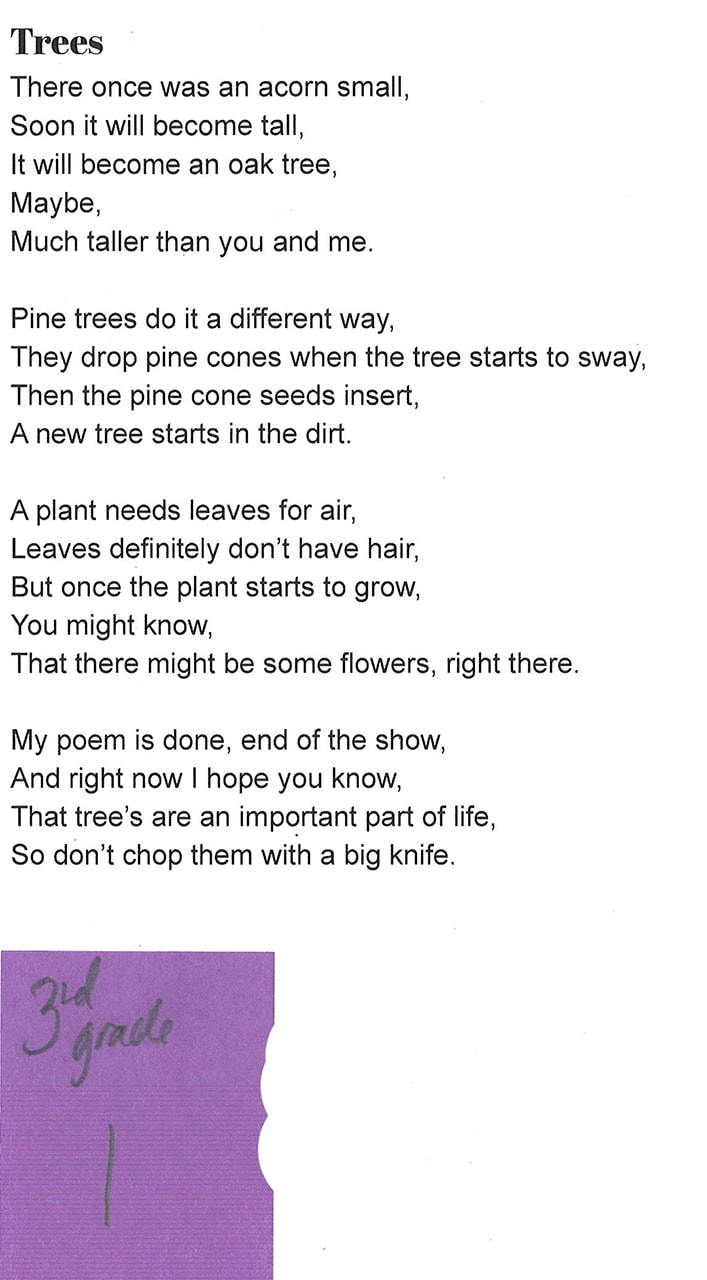 Trees
There once was an acorn small,
Soon it will become tall,
It will become an oak tree,
Maybe,
Much taller than you and me.
Pine trees do it a different way,
They drop pine cones when the tree starts to sway,
Then the pine cone seeds insert,
A new tree starts in the dirt.
A plant needs leaves for air,
Leaves definitely don't have hair,
But once the plant starts to grow,
You might know,
That there might be some flowers, right there.
My poem is done, end of the show,
And right now I hope you know,
That tree's are an important part of life,
So don't chop them with a big knife.
3rd
grade
1